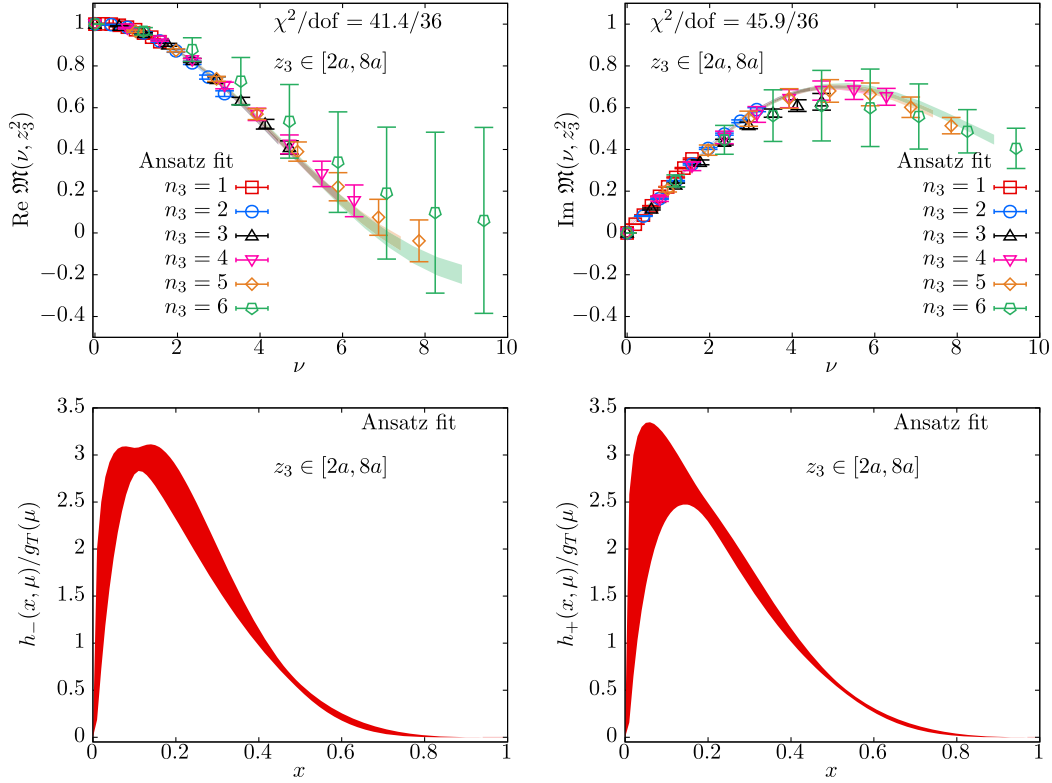 χ²/dof = 41.4/36
z₃ ∈ [2a, 8a]
Ansatz fit
n₃ = 1
n₃ = 2
n₃ = 3
n₃ = 4
n₃ = 5
n₃ = 6
Re 𝔐(ν, z₃²)
1
0.8
0.6
0.4
0.2
0
−0.2
−0.4
0 2 4 6 8 10
ν
χ²/dof = 45.9/36
z₃ ∈ [2a, 8a]
Ansatz fit
n₃ = 1
n₃ = 2
n₃ = 3
n₃ = 4
n₃ = 5
n₃ = 6
Im 𝔐(ν, z₃²)
1
0.8
0.6
0.4
0.2
0
−0.2
−0.4
0 2 4 6 8 10
ν
Ansatz fit
z₃ ∈ [2a, 8a]
h₋(x, μ)/g_T(μ)
3.5
3
2.5
2
1.5
1
0.5
0
0 0.2 0.4 0.6 0.8 1
x
Ansatz fit
z₃ ∈ [2a, 8a]
h₊(x, μ)/g_T(μ)
3.5
3
2.5
2
1.5
1
0.5
0
0 0.2 0.4 0.6 0.8 1
x